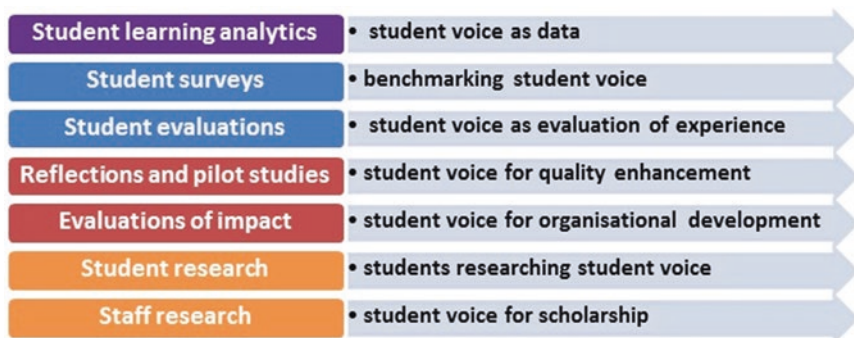 Student learning analytics • student voice as data
Student surveys • benchmarking student voice
Student evaluations • student voice as evaluation of experience
Reflections and pilot studies • student voice for quality enhancement
Evaluations of impact • student voice for organisational development
Student research • students researching student voice
Staff research • student voice for scholarship